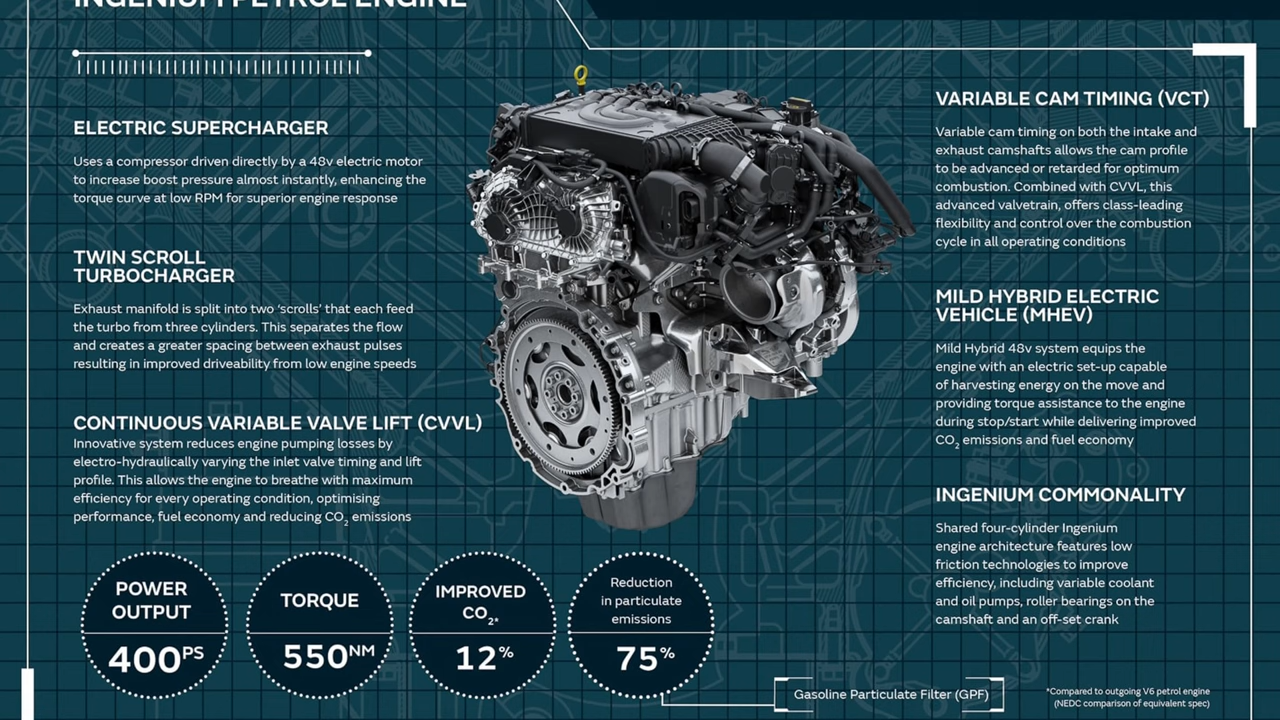 INGENIUM PETROL ENGINE
ELECTRIC SUPERCHARGER
Uses a compressor driven directly by a 48v electric motor
to increase boost pressure almost instantly, enhancing the
torque curve at low RPM for superior engine response
TWIN SCROLL
TURBOCHARGER
Exhaust manifold is split into two ‘scrolls’ that each feed
the turbo from three cylinders. This separates the flow
and creates a greater spacing between exhaust pulses
resulting in improved driveability from low engine speeds
CONTINUOUS VARIABLE VALVE LIFT (CVVL)
Innovative system reduces engine pumping losses by
electro-hydraulically varying the inlet valve timing and lift
profile. This allows the engine to breathe with maximum
efficiency for every operating condition, optimising
performance, fuel economy and reducing CO2 emissions
POWER
OUTPUT
400PS
TORQUE
550NM
IMPROVED
CO2*
12%
Reduction
in particulate
emissions
75%
Gasoline Particulate Filter (GPF)
VARIABLE CAM TIMING (VCT)
Variable cam timing on both the intake and
exhaust camshafts allows the cam profile
to be advanced or retarded for optimum
combustion. Combined with CVVL, this
advanced valvetrain, offers class-leading
flexibility and control over the combustion
cycle in all operating conditions
MILD HYBRID ELECTRIC
VEHICLE (MHEV)
Mild Hybrid 48v system equips the
engine with an electric set-up capable
of harvesting energy on the move and
providing torque assistance to the engine
during stop/start while delivering improved
CO2 emissions and fuel economy
INGENIUM COMMONALITY
Shared four-cylinder Ingenium
engine architecture features low
friction technologies to improve
efficiency, including variable coolant
and oil pumps, roller bearings on the
camshaft and an off-set crank
*Compared to outgoing V6 petrol engine
(NEDC comparison of equivalent spec)